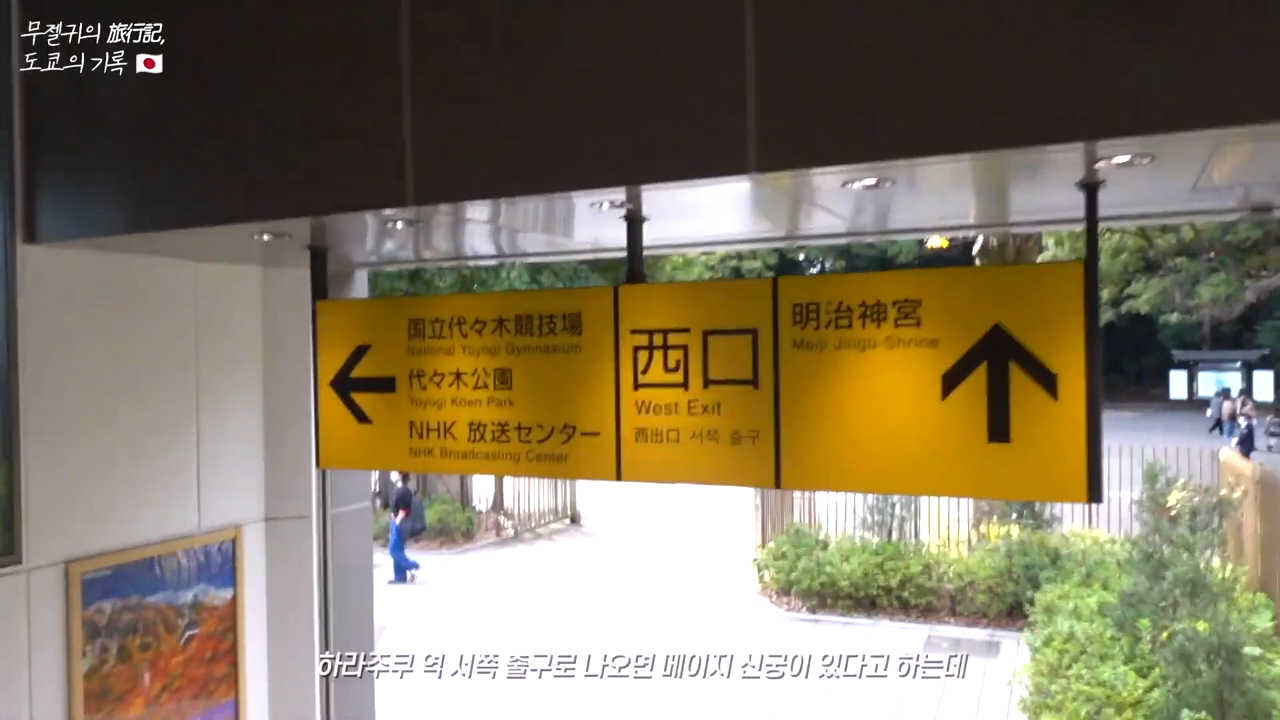 무젤귀의 旅行記,
도쿄의 기록
国立代々木競技場
National Yoyogi Gymnasium
代々木公園
Yoyogi Kōen Park
NHK 放送センター
NHK Broadcasting Center
西口
West Exit
西出口 서쪽 출구
明治神宮
Meiji Jingu-Shrine
하라주쿠 역 서쪽 출구로 나오면 메이지 신궁이 있다고 하는데